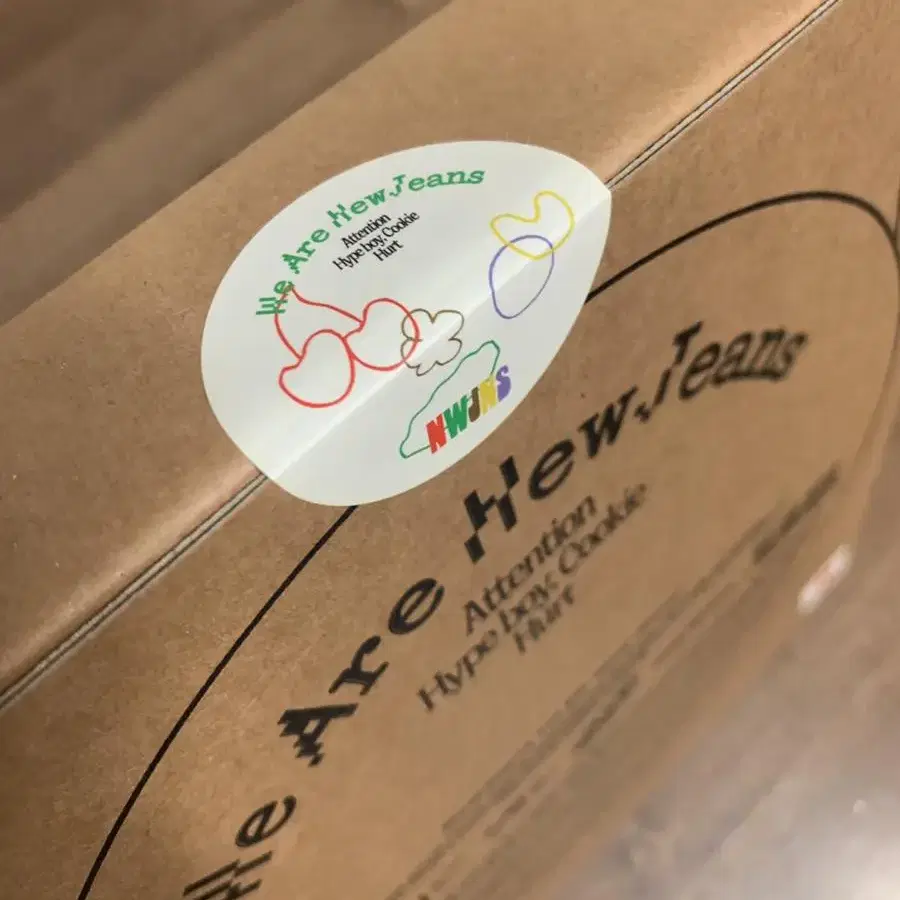 We Are NewJeans
Attention
Hype boy, Cookie
Hurt
NWJNS
We Are NewJeans
Attention
Hype boy, Cookie
Hurt